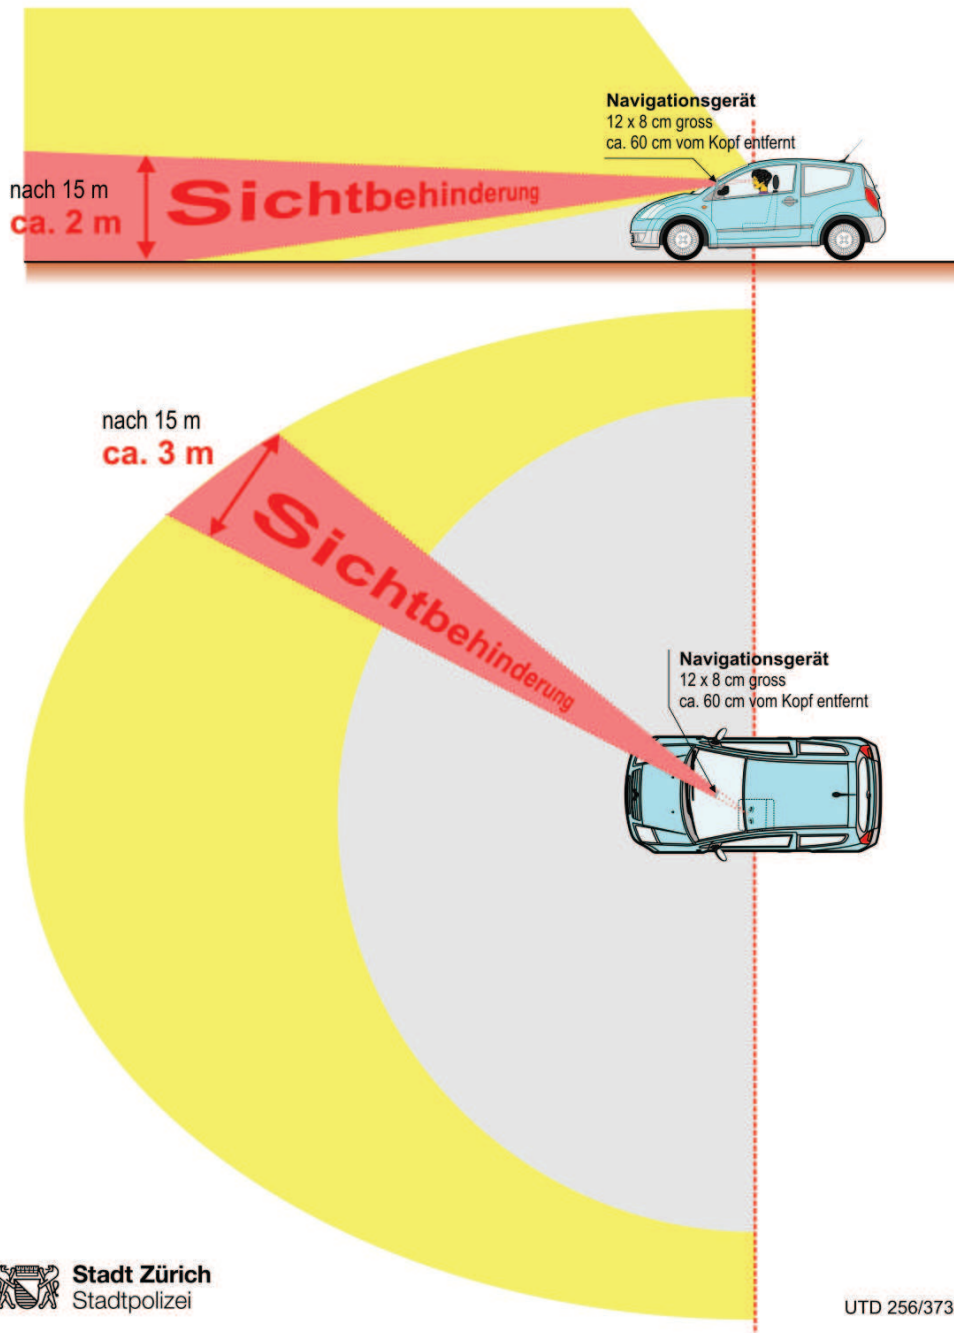 Navigationsgerät
12 x 8 cm gross
ca. 60 cm vom Kopf entfernt
nach 15 m
ca. 2 m
Sichtbehinderung
nach 15 m
ca. 3 m
Sichtbehinderung
Navigationsgerät
12 x 8 cm gross
ca. 60 cm vom Kopf entfernt
Stadt Zürich
Stadtpolizei
UTD 256/373